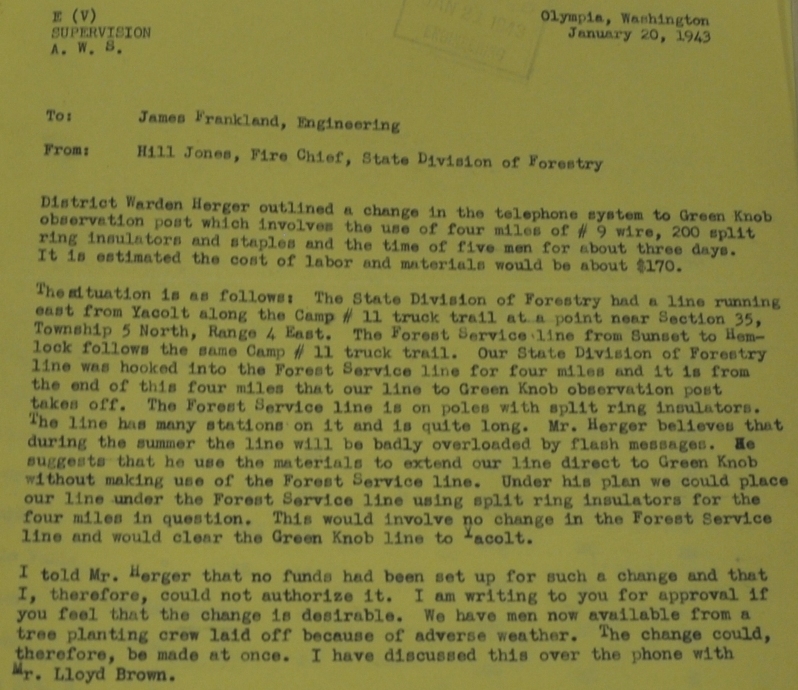 E (V)
SUPERVISION
A. W. S.
JAN 22 1943
Olympia, Washington
January 20, 1943
To: James Frankland, Engineering
From: Hill Jones, Fire Chief, State Division of Forestry
District Warden Herger outlined a change in the telephone system to Green Knob
observation post which involves the use of four miles of # 9 wire, 200 split
ring insulators and staples and the time of five men for about three days.
It is estimated the cost of labor and materials would be about $170.
The situation is as follows: The State Division of Forestry had a line running
east from Yacolt along the Camp # 11 truck trail at a point near Section 35,
Township 5 North, Range 4 East. The Forest Service line from Sunset to Hem-
lock follows the same Camp # 11 truck trail. Our State Division of Forestry
line was hooked into the Forest Service line for four miles and it is from
the end of this four miles that our line to Green Knob observation post
takes off. The Forest Service line is on poles with split ring insulators.
The line has many stations on it and is quite long. Mr. Herger believes that
during the summer the line will be badly overloaded by flash messages. He
suggests that he use the materials to extend our line direct to Green Knob
without making use of the Forest Service line. Under his plan we could place
our line under the Forest Service line using split ring insulators for the
four miles in question. This would involve no change in the Forest Service
line and would clear the Green Knob line to Yacolt.
I told Mr. Herger that no funds had been set up for such a change and that
I, therefore, could not authorize it. I am writing to you for approval if
you feel that the change is desirable. We have men now available from a
tree planting crew laid off because of adverse weather. The change could,
therefore, be made at once. I have discussed this over the phone with
Mr. Lloyd Brown.